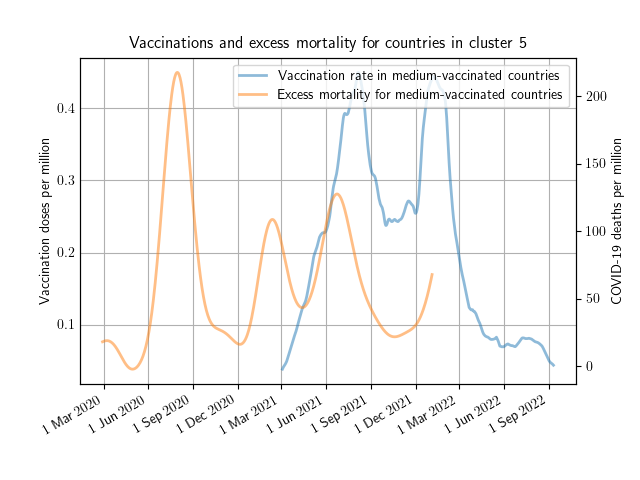 Vaccinations and excess mortality for countries in cluster 5
Vaccination rate in medium-vaccinated countries
Excess mortality for medium-vaccinated countries
Vaccination doses per million
0.4
0.3
0.2
0.1
COVID-19 deaths per million
200
150
100
50
0
1 Mar 2020
1 Jun 2020
1 Sep 2020
1 Dec 2020
1 Mar 2021
1 Jun 2021
1 Sep 2021
1 Dec 2021
1 Mar 2022
1 Jun 2022
1 Sep 2022